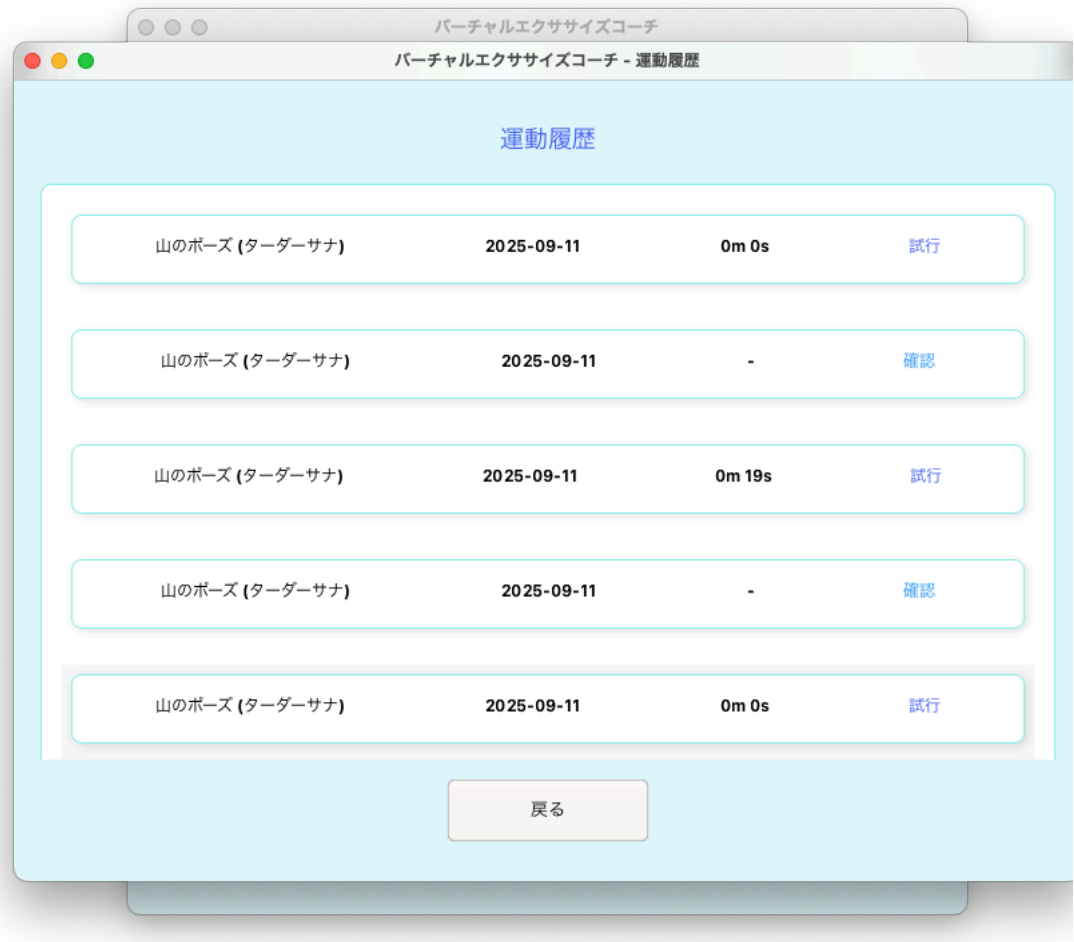 バーチャルエクササイズコーチ
バーチャルエクササイズコーチ - 運動履歴
運動履歴
山のポーズ (ターダーサナ) 2025-09-11 0m 0s 試行
山のポーズ (ターダーサナ) 2025-09-11 - 確認
山のポーズ (ターダーサナ) 2025-09-11 0m 19s 試行
山のポーズ (ターダーサナ) 2025-09-11 - 確認
山のポーズ (ターダーサナ) 2025-09-11 0m 0s 試行
戻る